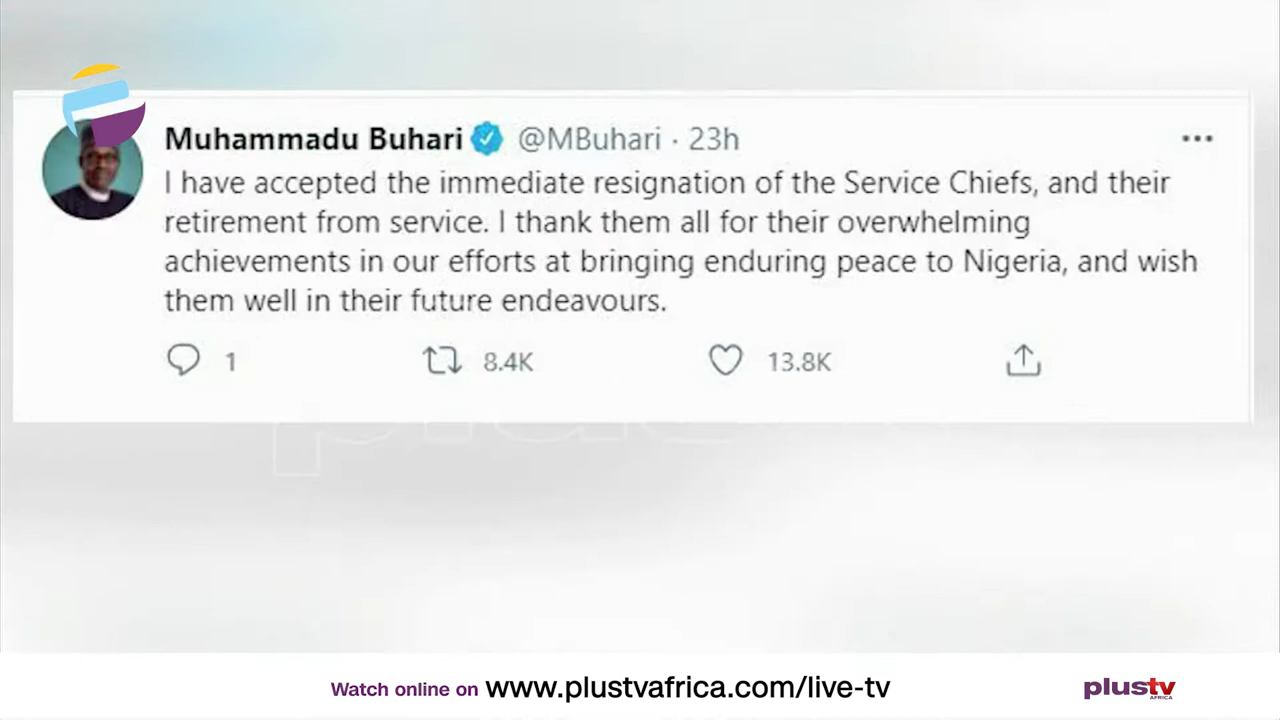 Muhammadu Buhari @MBuhari · 23h
I have accepted the immediate resignation of the Service Chiefs, and their
retirement from service. I thank them all for their overwhelming
achievements in our efforts at bringing enduring peace to Nigeria, and wish
them well in their future endeavours.
1 8.4K 13.8K
Watch online on www.plustvafrica.com/live-tv
plustv
AFRICA